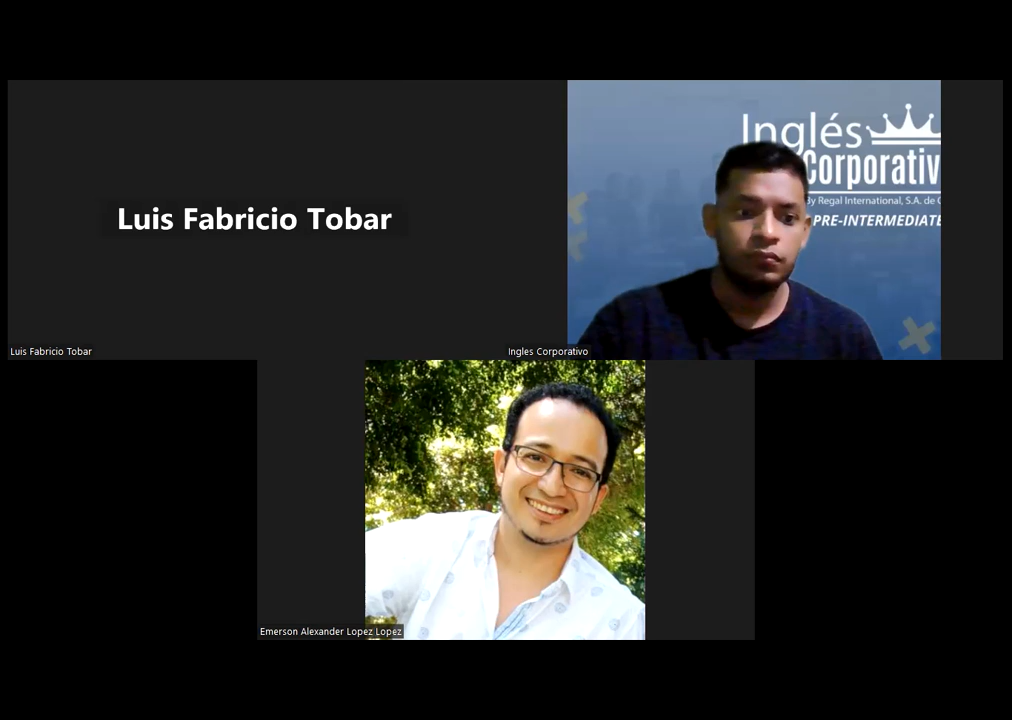 Luis Fabricio Tobar
Luis Fabricio Tobar
Inglés
Corporativ
By Regal International, S.A. de C
PRE-INTERMEDIATE
Ingles Corporativo
Emerson Alexander Lopez Lopez